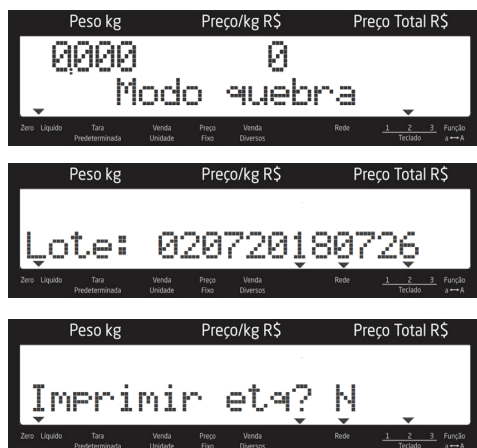 Peso kg Preço/kg R$ Preço Total R$
0,000 0
Modo quebra
Zero Líquido Tara Predeterminada Venda Unidade Preço Fixo Venda Diversos Rede 1 2 3 Teclado Função a↔A
Peso kg Preço/kg R$ Preço Total R$
Lote: 020720180726
Zero Líquido Tara Predeterminada Venda Unidade Preço Fixo Venda Diversos Rede 1 2 3 Teclado Função a↔A
Peso kg Preço/kg R$ Preço Total R$
Imprimir etq? N
Zero Líquido Tara Predeterminada Venda Unidade Preço Fixo Venda Diversos Rede 1 2 3 Teclado Função a↔A